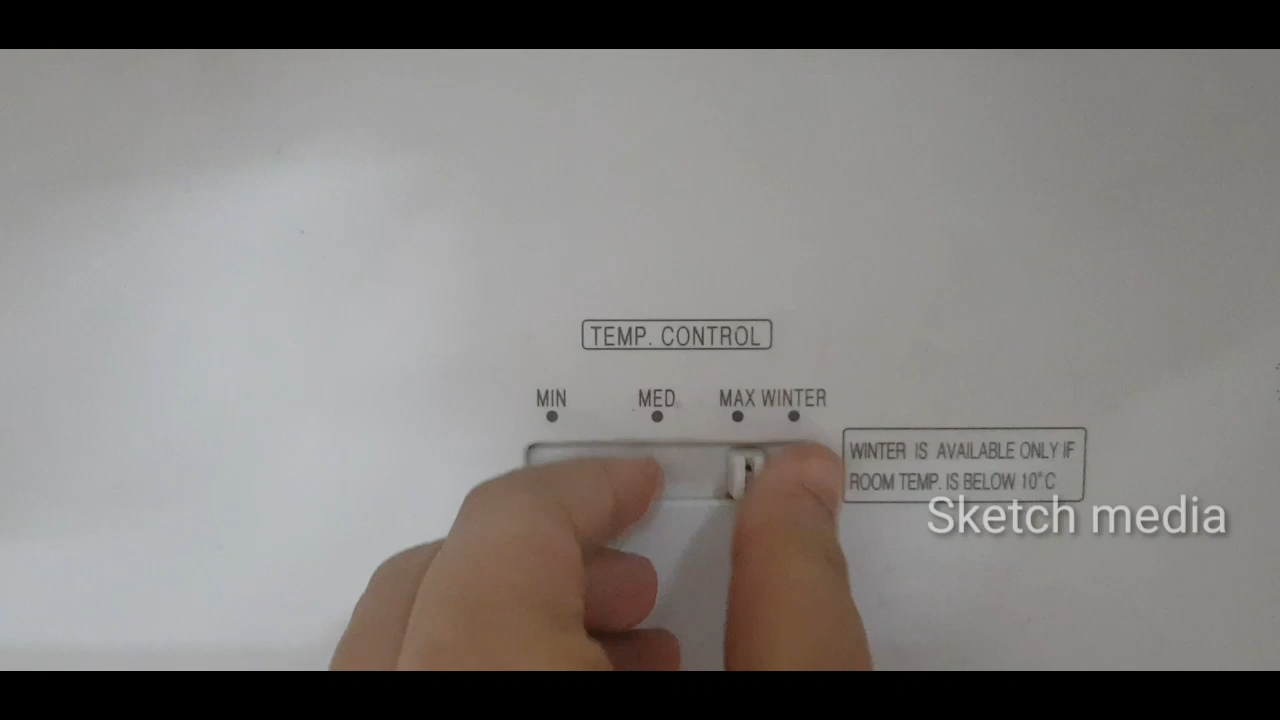 TEMP. CONTROL
MIN MED MAX WINTER
WINTER IS AVAILABLE ONLY IF
ROOM TEMP. IS BELOW 10°C
Sketch media